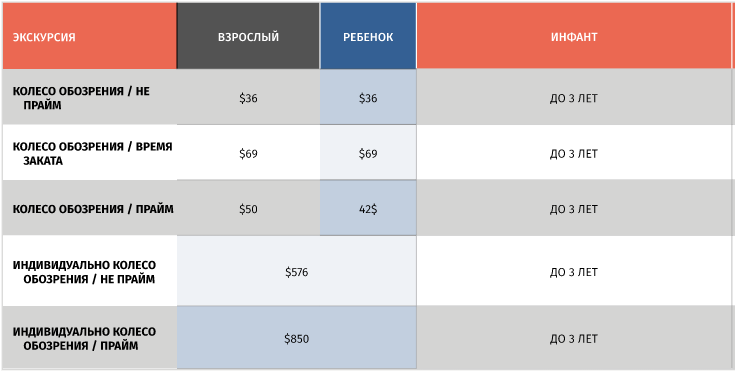 ЭКСКУРСИЯ ВЗРОСЛЫЙ РЕБЕНОК ИНФАНТ
КОЛЕСО ОБОЗРЕНИЯ / НЕ
ПРАЙМ
$36 $36 ДО 3 ЛЕТ
КОЛЕСО ОБОЗРЕНИЯ / ВРЕМЯ
ЗАКАТА
$69 $69 ДО 3 ЛЕТ
КОЛЕСО ОБОЗРЕНИЯ / ПРАЙМ $50 42$ ДО 3 ЛЕТ
ИНДИВИДУАЛЬНО КОЛЕСО
ОБОЗРЕНИЯ / НЕ ПРАЙМ
$576 ДО 3 ЛЕТ
ИНДИВИДУАЛЬНО КОЛЕСО
ОБОЗРЕНИЯ / ПРАЙМ
$850 ДО 3 ЛЕТ